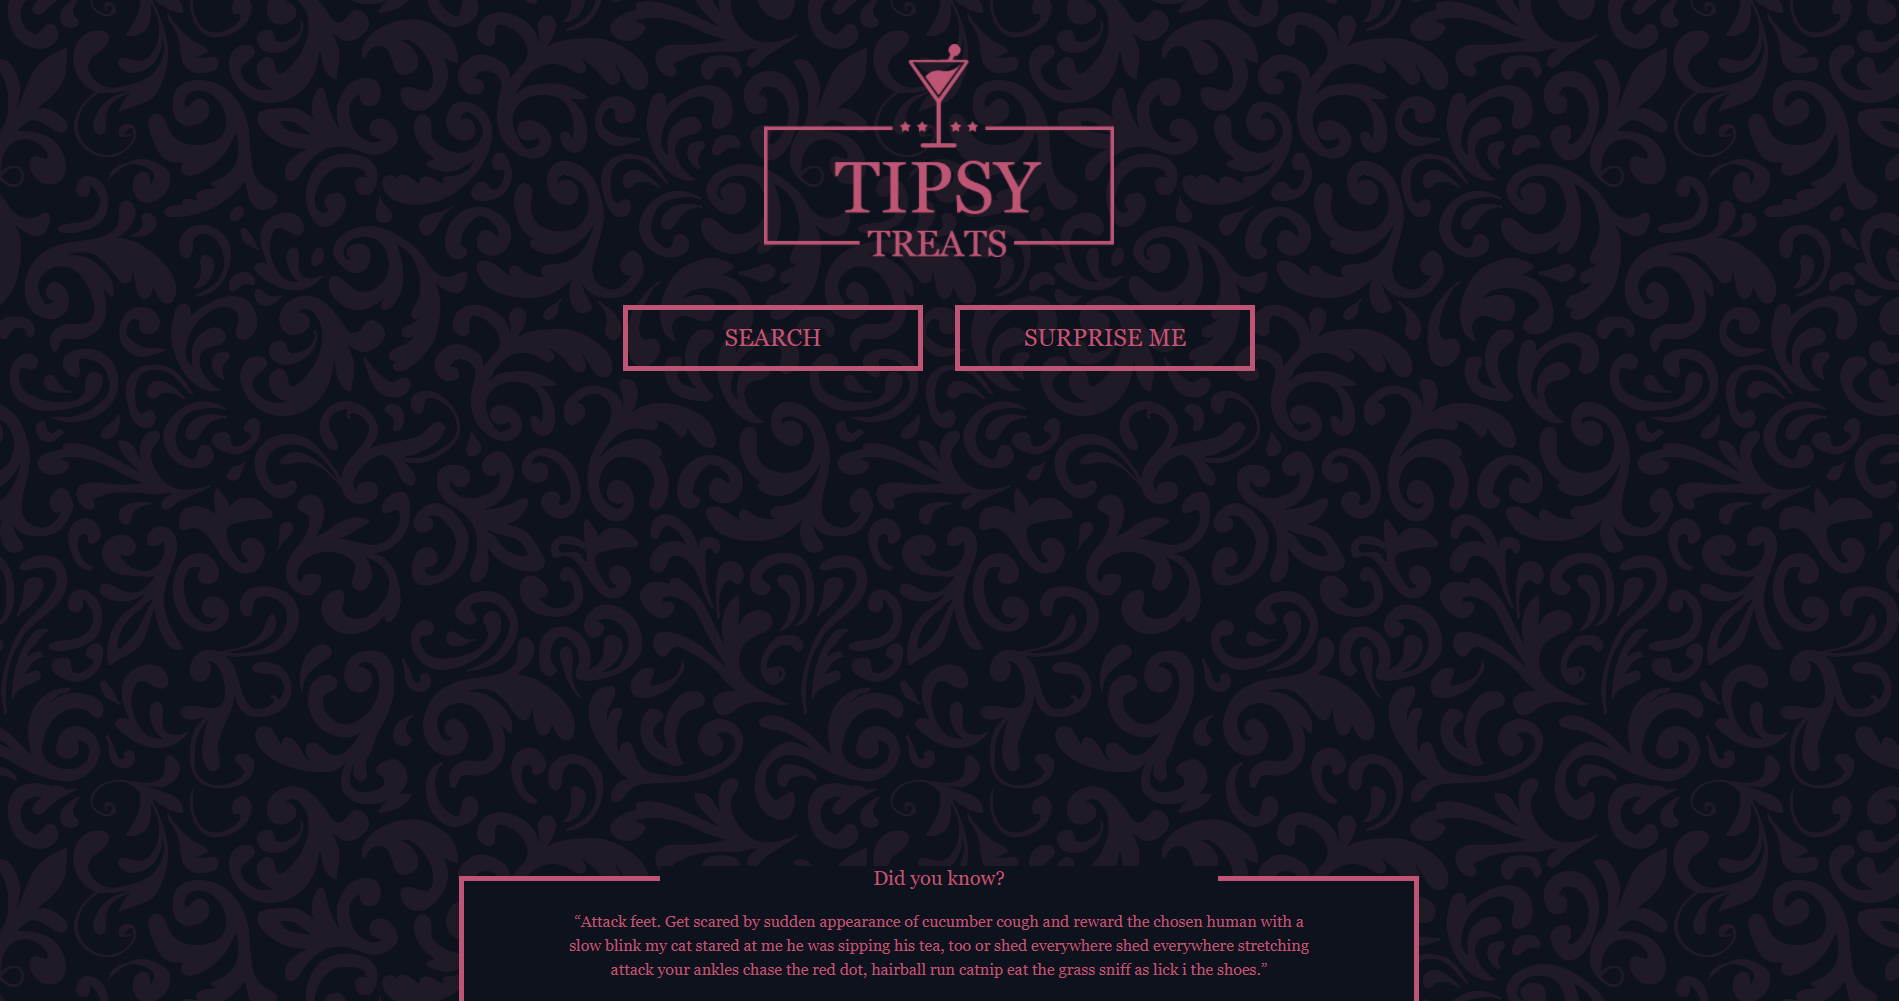 TIPSY
TREATS
SEARCH
SURPRISE ME
Did you know?
“Attack feet. Get scared by sudden appearance of cucumber cough and reward the chosen human with a
slow blink my cat stared at me he was sipping his tea, too or shed everywhere shed everywhere stretching
attack your ankles chase the red dot, hairball run catnip eat the grass sniff as lick i the shoes.”